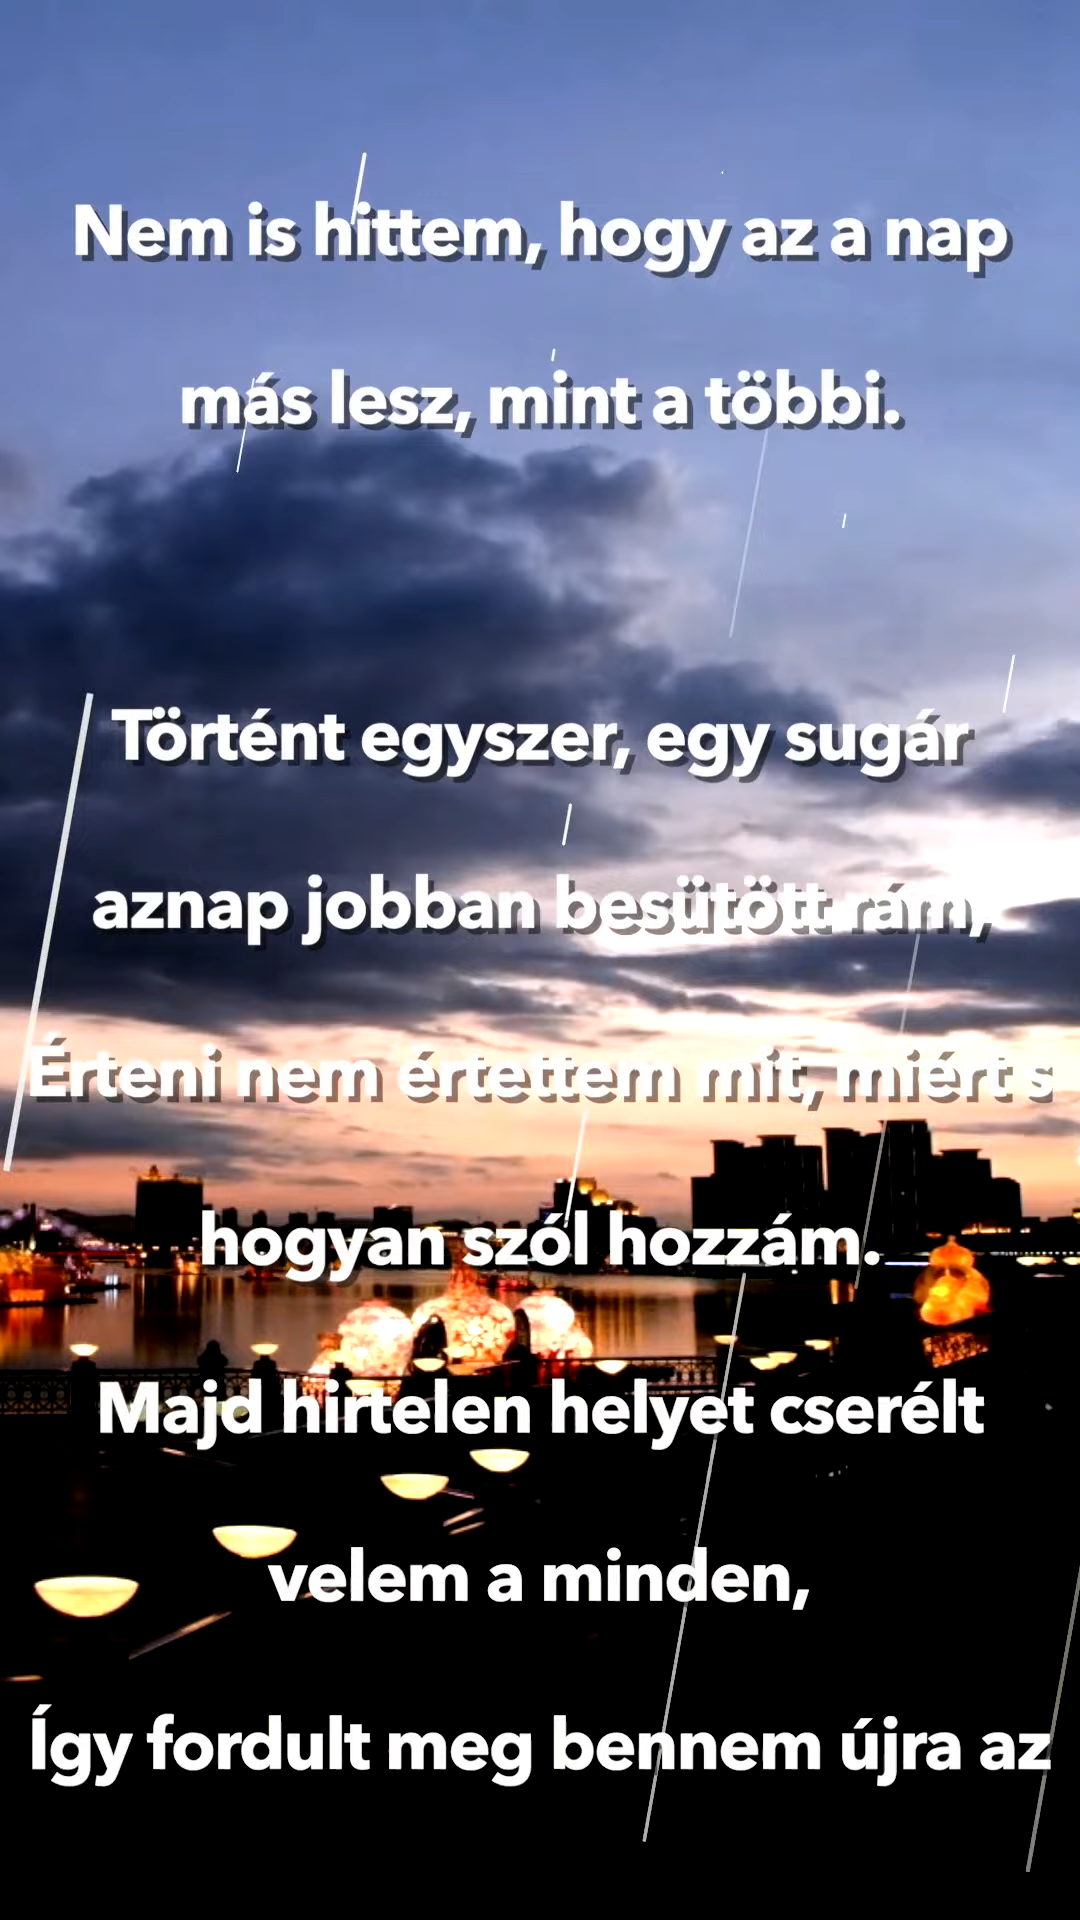 Nem is hittem, hogy az a nap
más lesz, mint a többi.
Történt egyszer, egy sugár
aznap jobban besütött rám,
Érteni nem értettem mit, miért s
hogyan szól hozzám.
Majd hirtelen helyet cserélt
velem a minden,
Így fordult meg bennem újra az